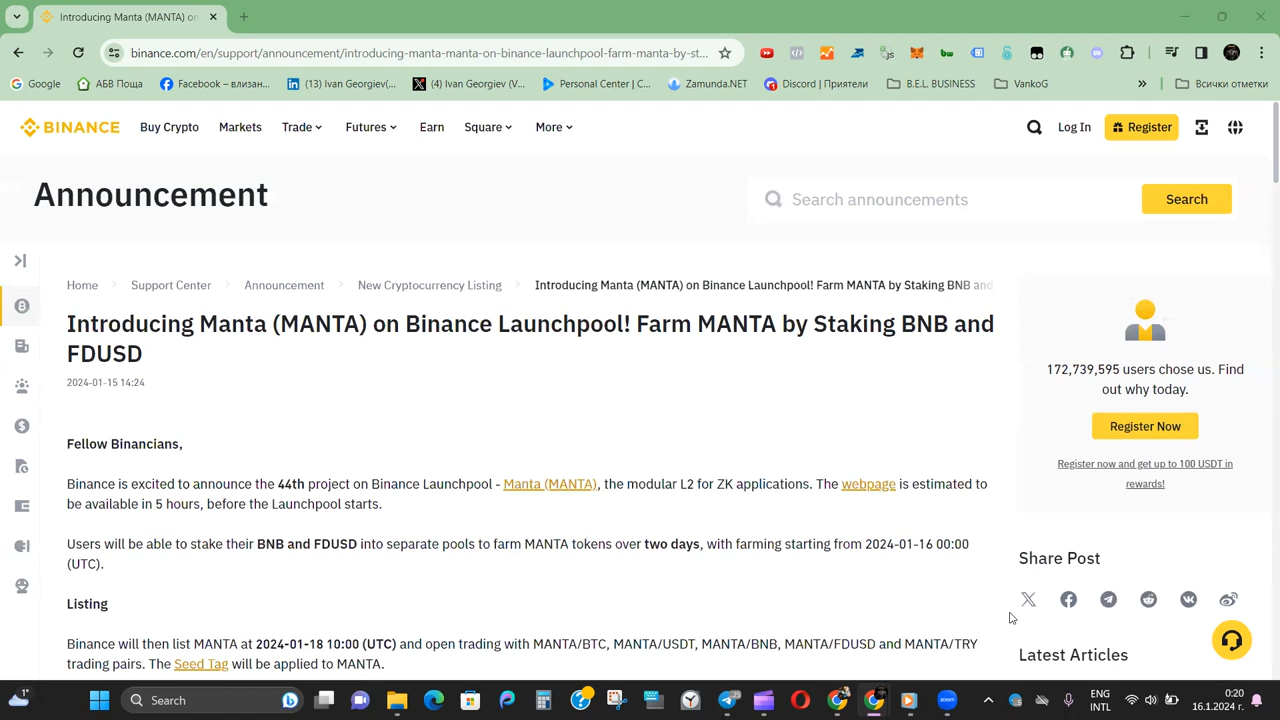 Introducing Manta (MANTA) on
binance.com/en/support/announcement/introducing-manta-manta-on-binance-launchpool-farm-manta-by-st...
Google
АБВ Поща
Facebook – влизан...
(13) Ivan Georgiev(...
(4) Ivan Georgiev (V...
Personal Center | C...
Zamunda.NET
Discord | Приятели
B.E.L. BUSINESS
VankoG
Всички отметки
BINANCE
Buy Crypto
Markets
Trade
Futures
Earn
Square
More
Log In
Register
Announcement
Search announcements
Search
Home
Support Center
Announcement
New Cryptocurrency Listing
Introducing Manta (MANTA) on Binance Launchpool! Farm MANTA by Staking BNB and
Introducing Manta (MANTA) on Binance Launchpool! Farm MANTA by Staking BNB and
FDUSD
2024-01-15 14:24
Fellow Binancians,
Binance is excited to announce the 44th project on Binance Launchpool - Manta (MANTA), the modular L2 for ZK applications. The webpage is estimated to
be available in 5 hours, before the Launchpool starts.
Users will be able to stake their BNB and FDUSD into separate pools to farm MANTA tokens over two days, with farming starting from 2024-01-16 00:00
(UTC).
Listing
Binance will then list MANTA at 2024-01-18 10:00 (UTC) and open trading with MANTA/BTC, MANTA/USDT, MANTA/BNB, MANTA/FDUSD and MANTA/TRY
trading pairs. The Seed Tag will be applied to MANTA.
172,739,595 users chose us. Find
out why today.
Register Now
Register now and get up to 100 USDT in
rewards!
Share Post
Latest Articles
1°
Search
ENG
INTL
0:20
16.1.2024 г.